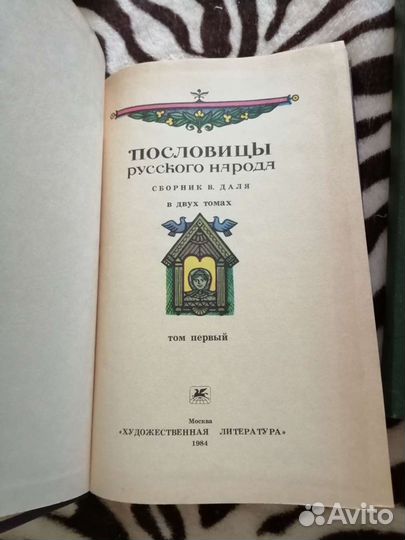 ПОСЛОВИЦЫ
РУССКОГО НАРОДА
СБОРНИК В. ДАЛЯ
В ДВУХ ТОМАХ
ТОМ ПЕРВЫЙ
Москва
«ХУДОЖЕСТВЕННАЯ ЛИТЕРАТУРА»
1984
Avito